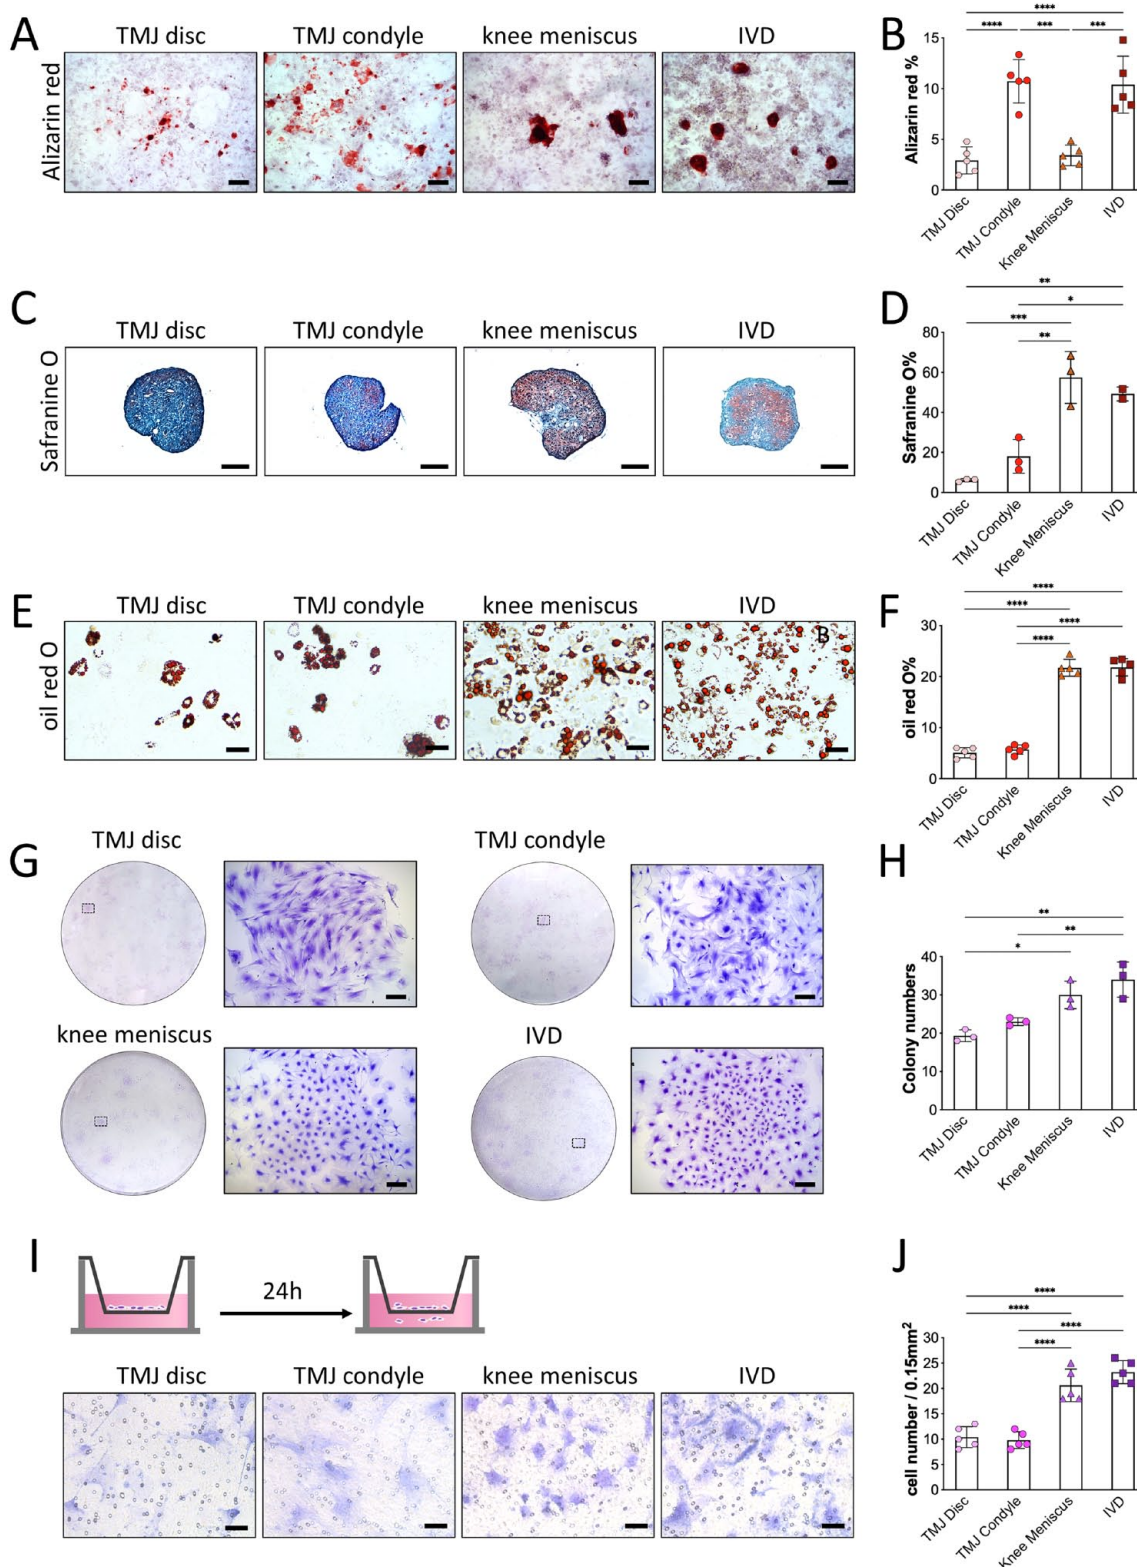 A
TMJ disc
TMJ condyle
knee meniscus
IVD
Alizarin red
B
****
**** *** ***
Alizarin red %
15
10
5
0
TMJ Disc
TMJ Condyle
Knee Meniscus
IVD
C
TMJ disc
TMJ condyle
knee meniscus
IVD
Safranine O
D
**
*
***
**
Safranine O%
80
60
40
20
0
TMJ Disc
TMJ Condyle
Knee Meniscus
IVD
E
TMJ disc
TMJ condyle
knee meniscus
IVD
oil red O
B
F
****
****
****
****
oil red O%
30
20
10
0
TMJ Disc
TMJ Condyle
Knee Meniscus
IVD
G
TMJ disc
TMJ condyle
knee meniscus
IVD
H
**
**
*
Colony numbers
40
30
20
10
0
TMJ Disc
TMJ Condyle
Knee Meniscus
IVD
I
24h
TMJ disc
TMJ condyle
knee meniscus
IVD
J
****
****
****
****
cell number / 0.15mm²
30
25
20
15
10
5
0
TMJ Disc
TMJ Condyle
Knee Meniscus
IVD